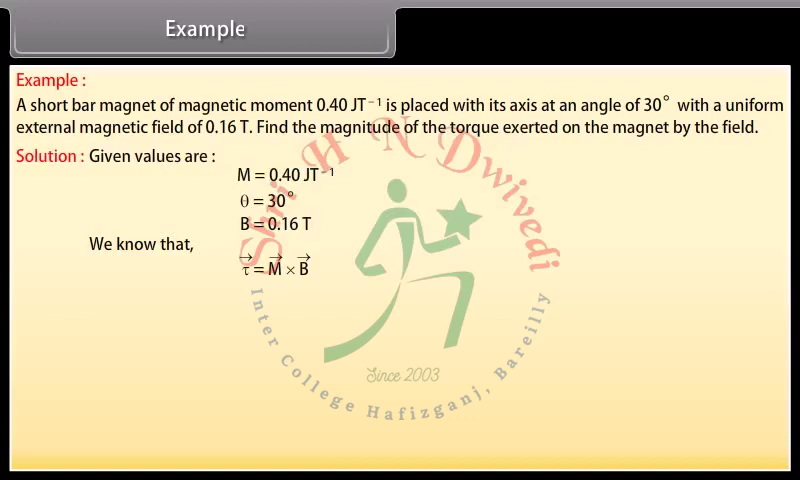 Example
Example :
A short bar magnet of magnetic moment 0.40 JT⁻¹ is placed with its axis at an angle of 30° with a uniform
external magnetic field of 0.16 T. Find the magnitude of the torque exerted on the magnet by the field.
Solution : Given values are :
M = 0.40 JT⁻¹
θ = 30°
B = 0.16 T
We know that,
τ⃗ = M⃗ × B⃗
Shri H N Dwivedi
Inter College Hafizganj, Bareilly
Since 2003